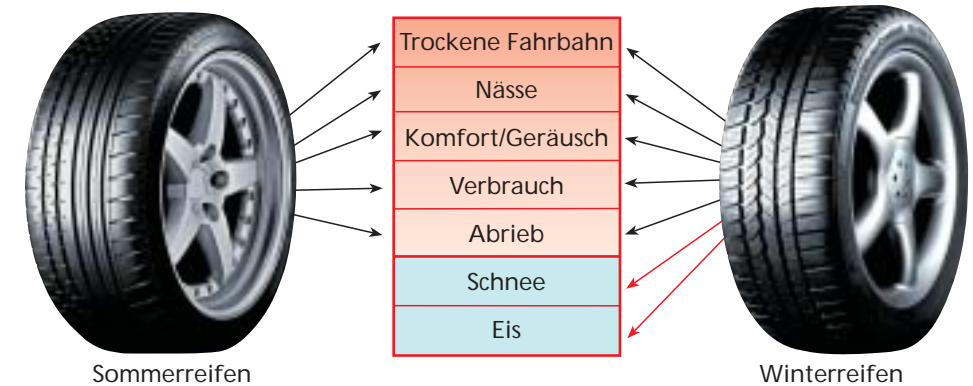 Trockene Fahrbahn
Nässe
Komfort/Geräusch
Verbrauch
Abrieb
Schnee
Eis
Sommerreifen
Winterreifen